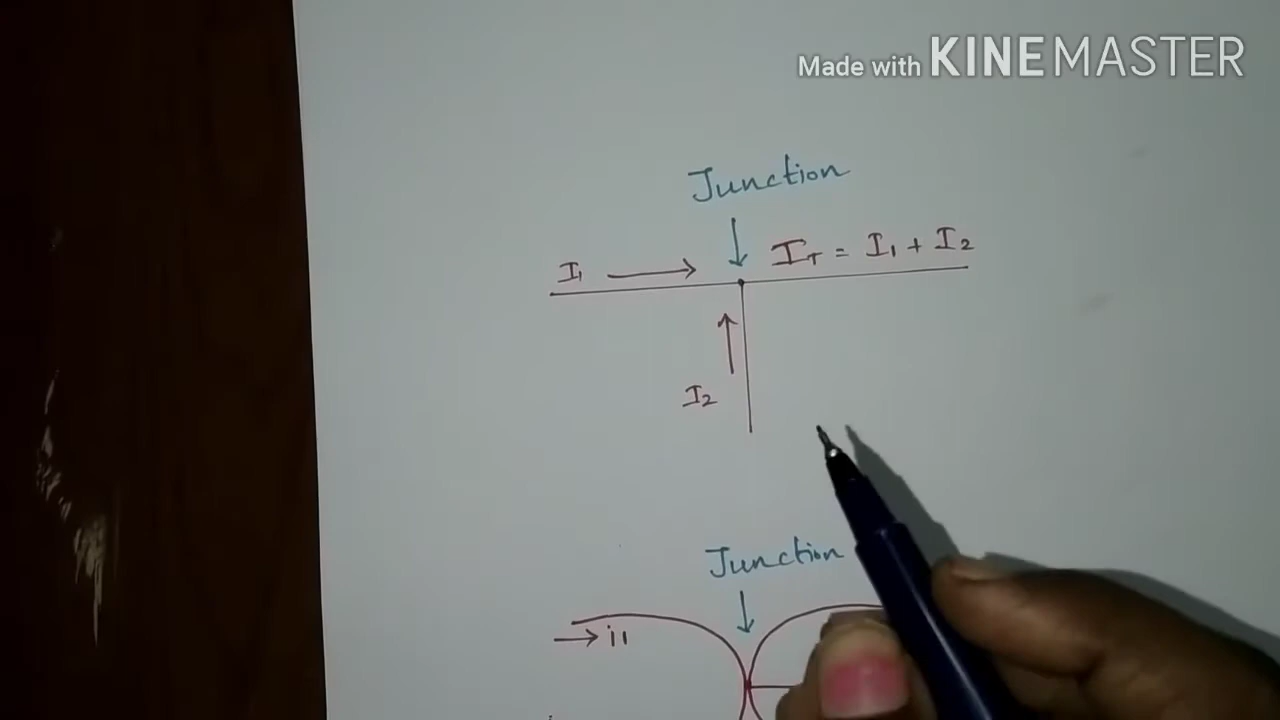 Made with KINEMASTER
Junction
I1
IT = I1 + I2
I2
Junction
i1